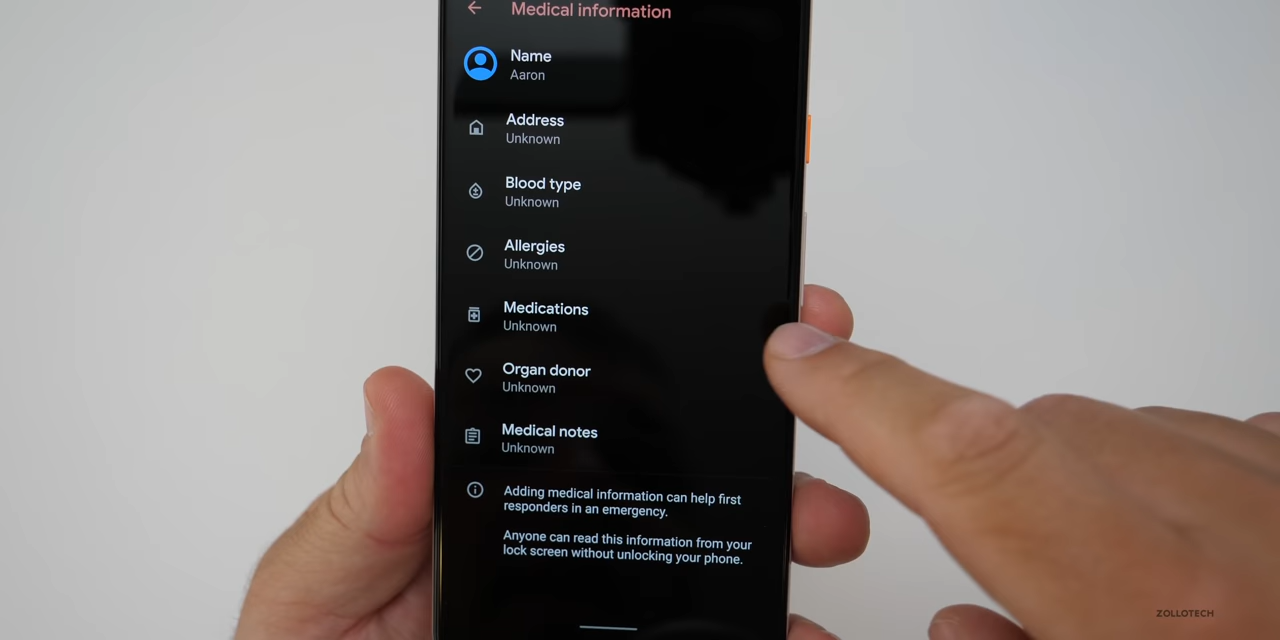 Medical information
Name
Aaron
Address
Unknown
Blood type
Unknown
Allergies
Unknown
Medications
Unknown
Organ donor
Unknown
Medical notes
Unknown
Adding medical information can help first
responders in an emergency.
Anyone can read this information from your
lock screen without unlocking your phone.
ZOLLOTECH